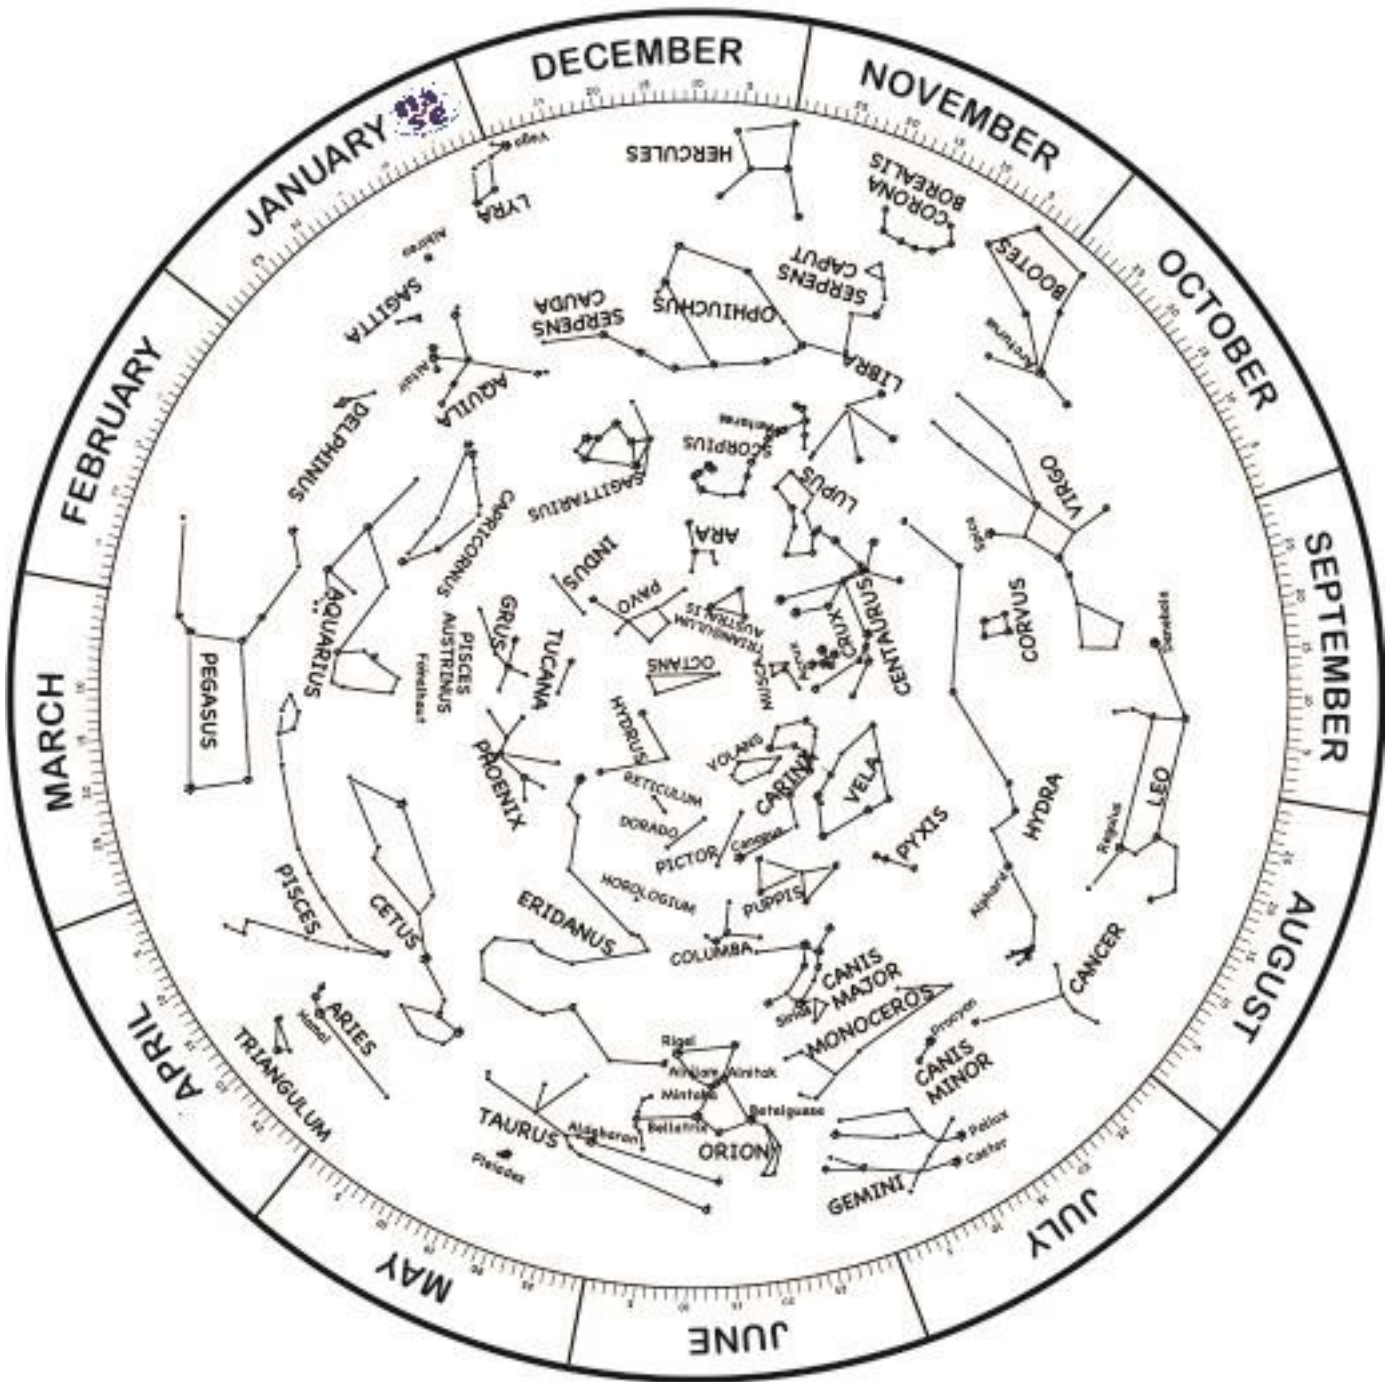 DECEMBER
NOVEMBER
OCTOBER
SEPTEMBER
AUGUST
JULY
JUNE
MAY
APRIL
MARCH
FEBRUARY
JANUARY
nase
Vega
LYRA
HERCULES
CORONA
BOREALIS
BOOTES
Arcturus
SERPENS
CAPUT
OPHIUCHUS
SERPENS
CAUDA
Albireo
SAGITTA
Altair
AQUILA
DELPHINUS
LIBRA
Antares
SCORPIUS
SAGITTARIUS
LUPUS
VIRGO
Spica
CAPRICORNUS
ARA
INDUS
PAVO
TRIANGULUM
AUSTRALIS
CENTAURUS
CRUX
Acrux
MUSCA
CORVUS
Denebola
AQUARIUS
PEGASUS
PISCES
AUSTRINUS
Fomalhaut
GRUS
TUCANA
OCTANS
HYDRUS
PHOENIX
RETICULUM
VOLANS
CARINA
VELA
DORADO
PICTOR
Canopus
PYXIS
HYDRA
LEO
Regulus
Alphard
HOROLOGIUM
PUPPIS
ERIDANUS
CETUS
PISCES
COLUMBA
CANIS
MAJOR
Sirius
MONOCEROS
Procyon
CANIS
MINOR
CANCER
ARIES
Hamal
TRIANGULUM
Rigel
Alnilam
Alnitak
Mintaka
Betelguese
Bellatrix
ORION
TAURUS
Aldebaran
Pleiades
Pollux
Castor
GEMINI